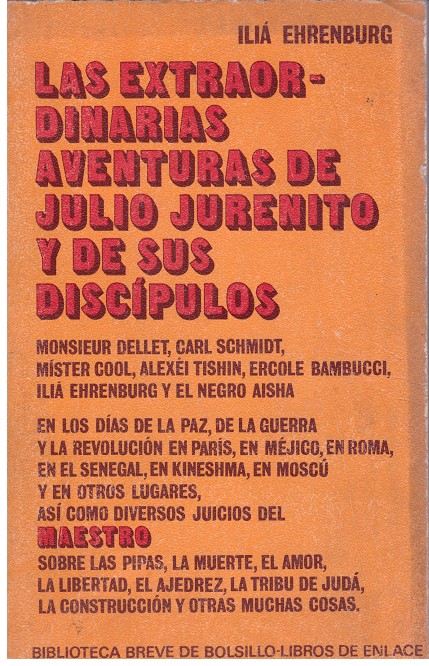 ILIÁ EHRENBURG
LAS EXTRAOR-
DINARIAS
AVENTURAS DE
JULIO JURENITO
Y DE SUS
DISCÍPULOS
MONSIEUR DELLET, CARL SCHMIDT,
MÍSTER COOL, ALEXÉI TISHIN, ERCOLE BAMBUCCI,
ILIÁ EHRENBURG Y EL NEGRO AISHA
EN LOS DÍAS DE LA PAZ, DE LA GUERRA
Y LA REVOLUCIÓN EN PARÍS, EN MÉJICO, EN ROMA,
EN EL SENEGAL, EN KINESHMA, EN MOSCÚ
Y EN OTROS LUGARES,
ASÍ COMO DIVERSOS JUICIOS DEL
MAESTRO
SOBRE LAS PIPAS, LA MUERTE, EL AMOR,
LA LIBERTAD, EL AJEDREZ, LA TRIBU DE JUDÁ,
LA CONSTRUCCIÓN Y OTRAS MUCHAS COSAS.
BIBLIOTECA BREVE DE BOLSILLO-LIBROS DE ENLACE